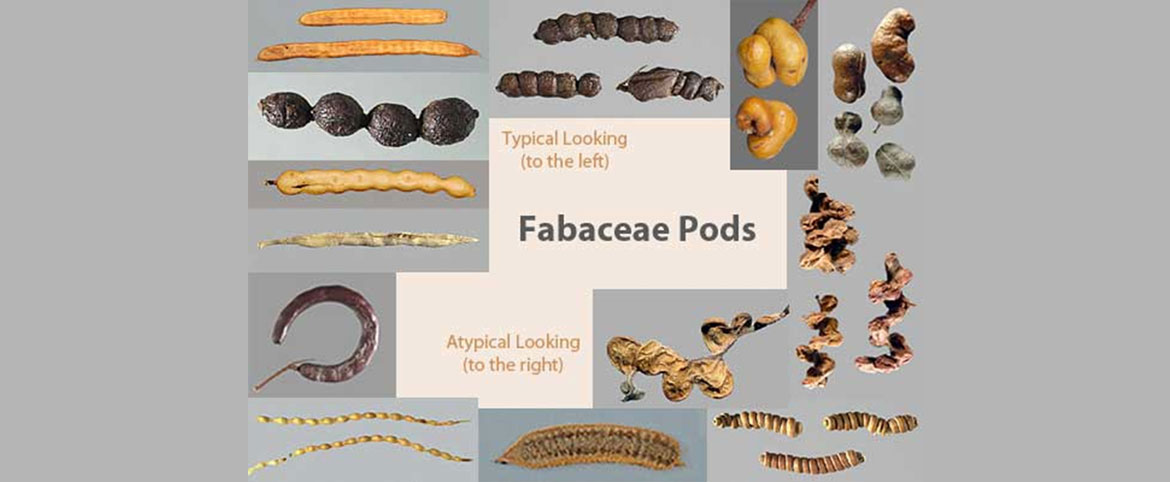 Typical Looking
(to the left)
Fabaceae Pods
Atypical Looking
(to the right)